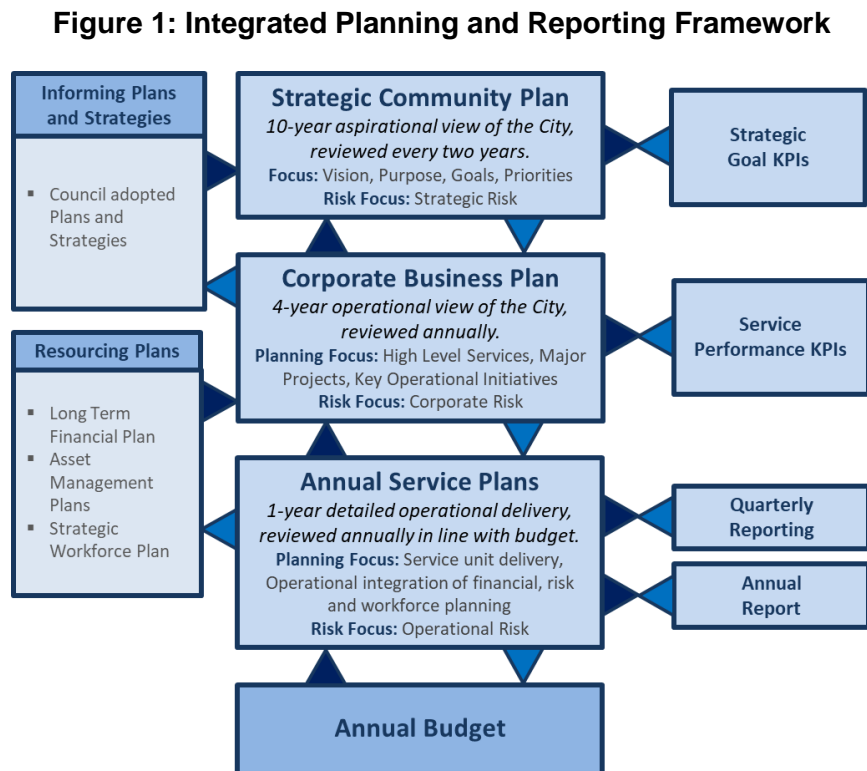 Figure 1: Integrated Planning and Reporting Framework
Informing Plans
and Strategies
▪ Council adopted
Plans and
Strategies
Resourcing Plans
▪ Long Term
Financial Plan
▪ Asset
Management
Plans
▪ Strategic
Workforce Plan
Strategic Community Plan
10-year aspirational view of the City,
reviewed every two years.
Focus: Vision, Purpose, Goals, Priorities
Risk Focus: Strategic Risk
Corporate Business Plan
4-year operational view of the City,
reviewed annually.
Planning Focus: High Level Services, Major
Projects, Key Operational Initiatives
Risk Focus: Corporate Risk
Annual Service Plans
1-year detailed operational delivery,
reviewed annually in line with budget.
Planning Focus: Service unit delivery,
Operational integration of financial, risk
and workforce planning
Risk Focus: Operational Risk
Annual Budget
Strategic
Goal KPIs
Service
Performance KPIs
Quarterly
Reporting
Annual
Report